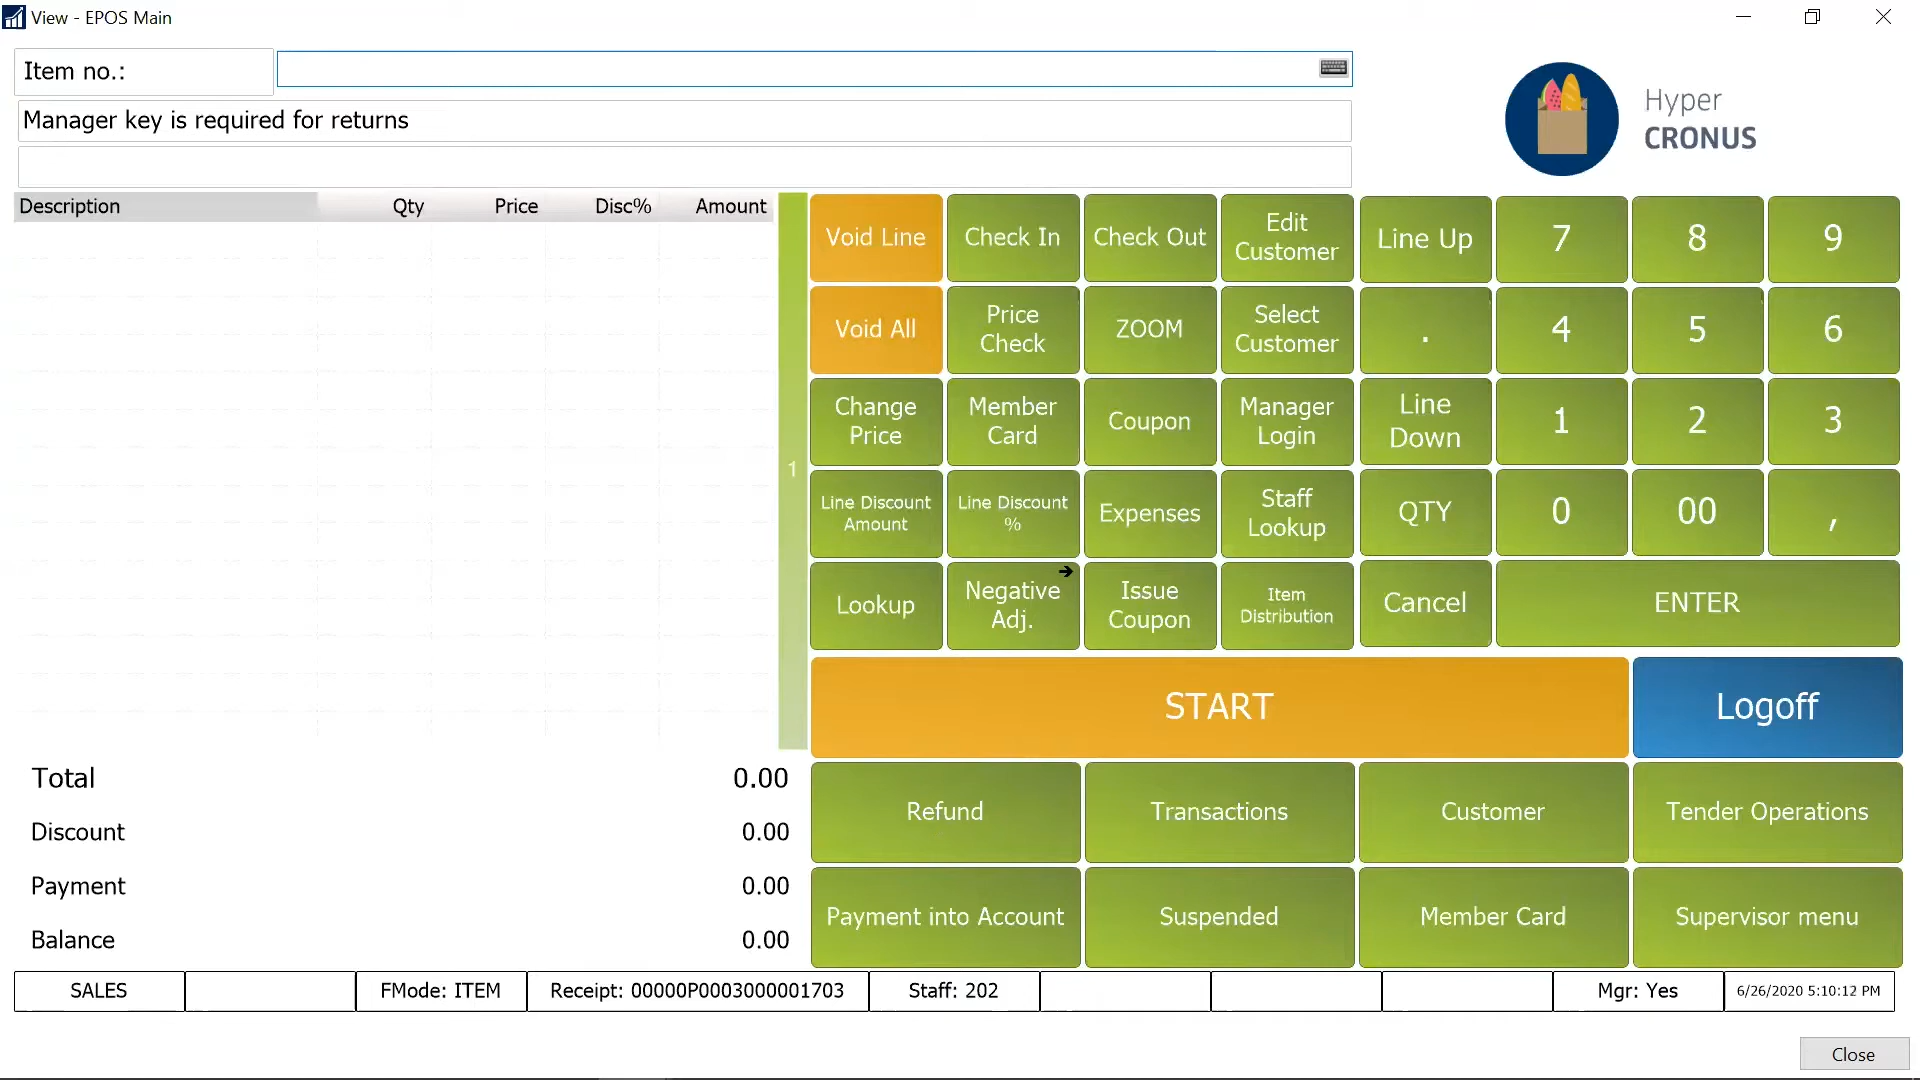 View - EPOS Main
Item no.:
Manager key is required for returns
Hyper
CRONUS
Description Qty Price Disc% Amount
1
Void Line Check In Check Out Edit Customer Line Up 7 8 9
Void All Price Check ZOOM Select Customer . 4 5 6
Change Price Member Card Coupon Manager Login Line Down 1 2 3
Line Discount Amount Line Discount % Expenses Staff Lookup QTY 0 00 ,
Lookup Negative Adj. Issue Coupon Item Distribution Cancel ENTER
START Logoff
Total 0.00
Discount 0.00
Payment 0.00
Balance 0.00
Refund Transactions Customer Tender Operations
Payment into Account Suspended Member Card Supervisor menu
SALES FMode: ITEM Receipt: 00000P0003000001703 Staff: 202 Mgr: Yes 6/26/2020 5:10:12 PM
Close